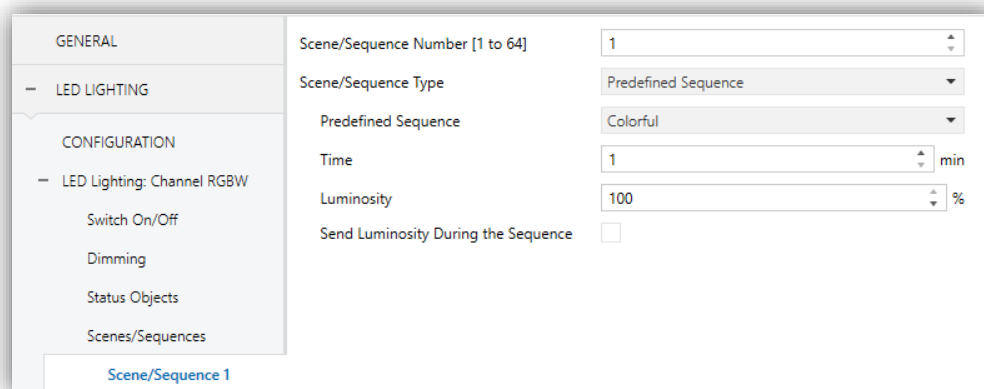 GENERAL
− LED LIGHTING
CONFIGURATION
− LED Lighting: Channel RGBW
Switch On/Off
Dimming
Status Objects
Scenes/Sequences
Scene/Sequence 1
Scene/Sequence Number [1 to 64] 1
Scene/Sequence Type Predefined Sequence
Predefined Sequence Colorful
Time 1 min
Luminosity 100 %
Send Luminosity During the Sequence